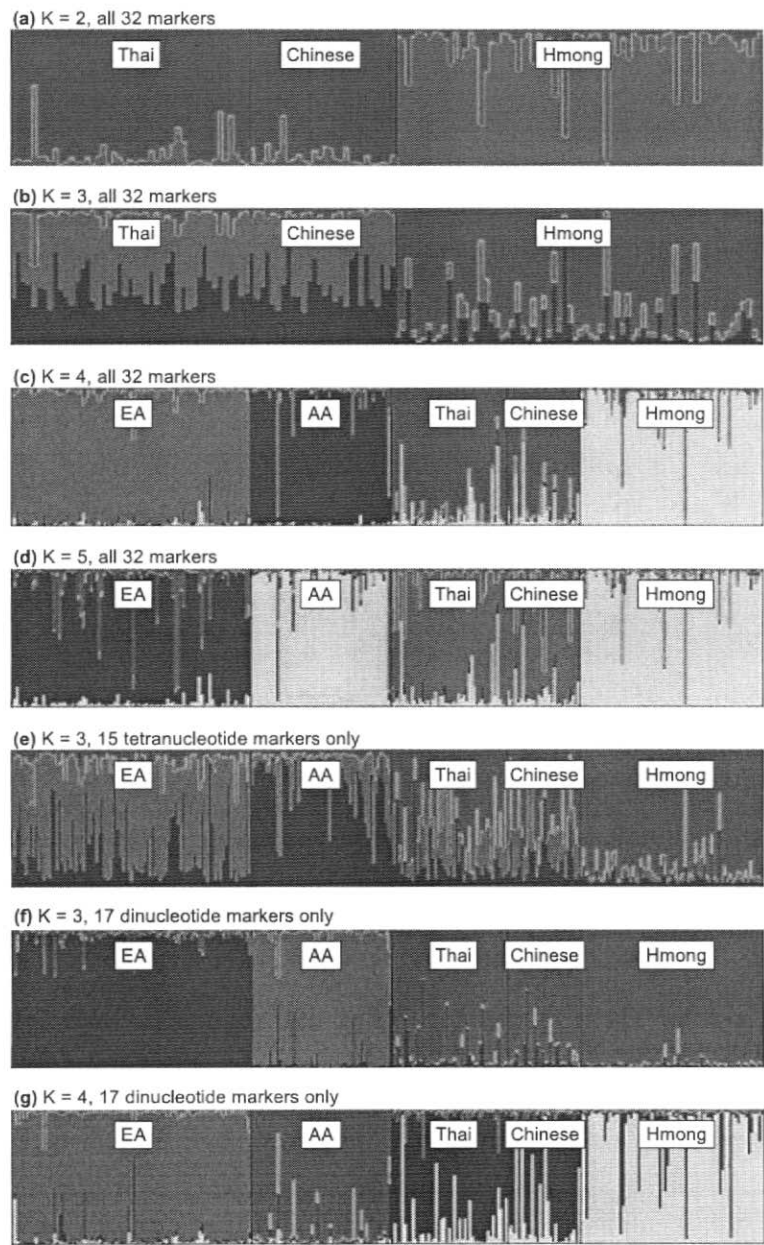 (a) K = 2, all 32 markers
Thai Chinese Hmong
(b) K = 3, all 32 markers
Thai Chinese Hmong
(c) K = 4, all 32 markers
EA AA Thai Chinese Hmong
(d) K = 5, all 32 markers
EA AA Thai Chinese Hmong
(e) K = 3, 15 tetranucleotide markers only
EA AA Thai Chinese Hmong
(f) K = 3, 17 dinucleotide markers only
EA AA Thai Chinese Hmong
(g) K = 4, 17 dinucleotide markers only
EA AA Thai Chinese Hmong